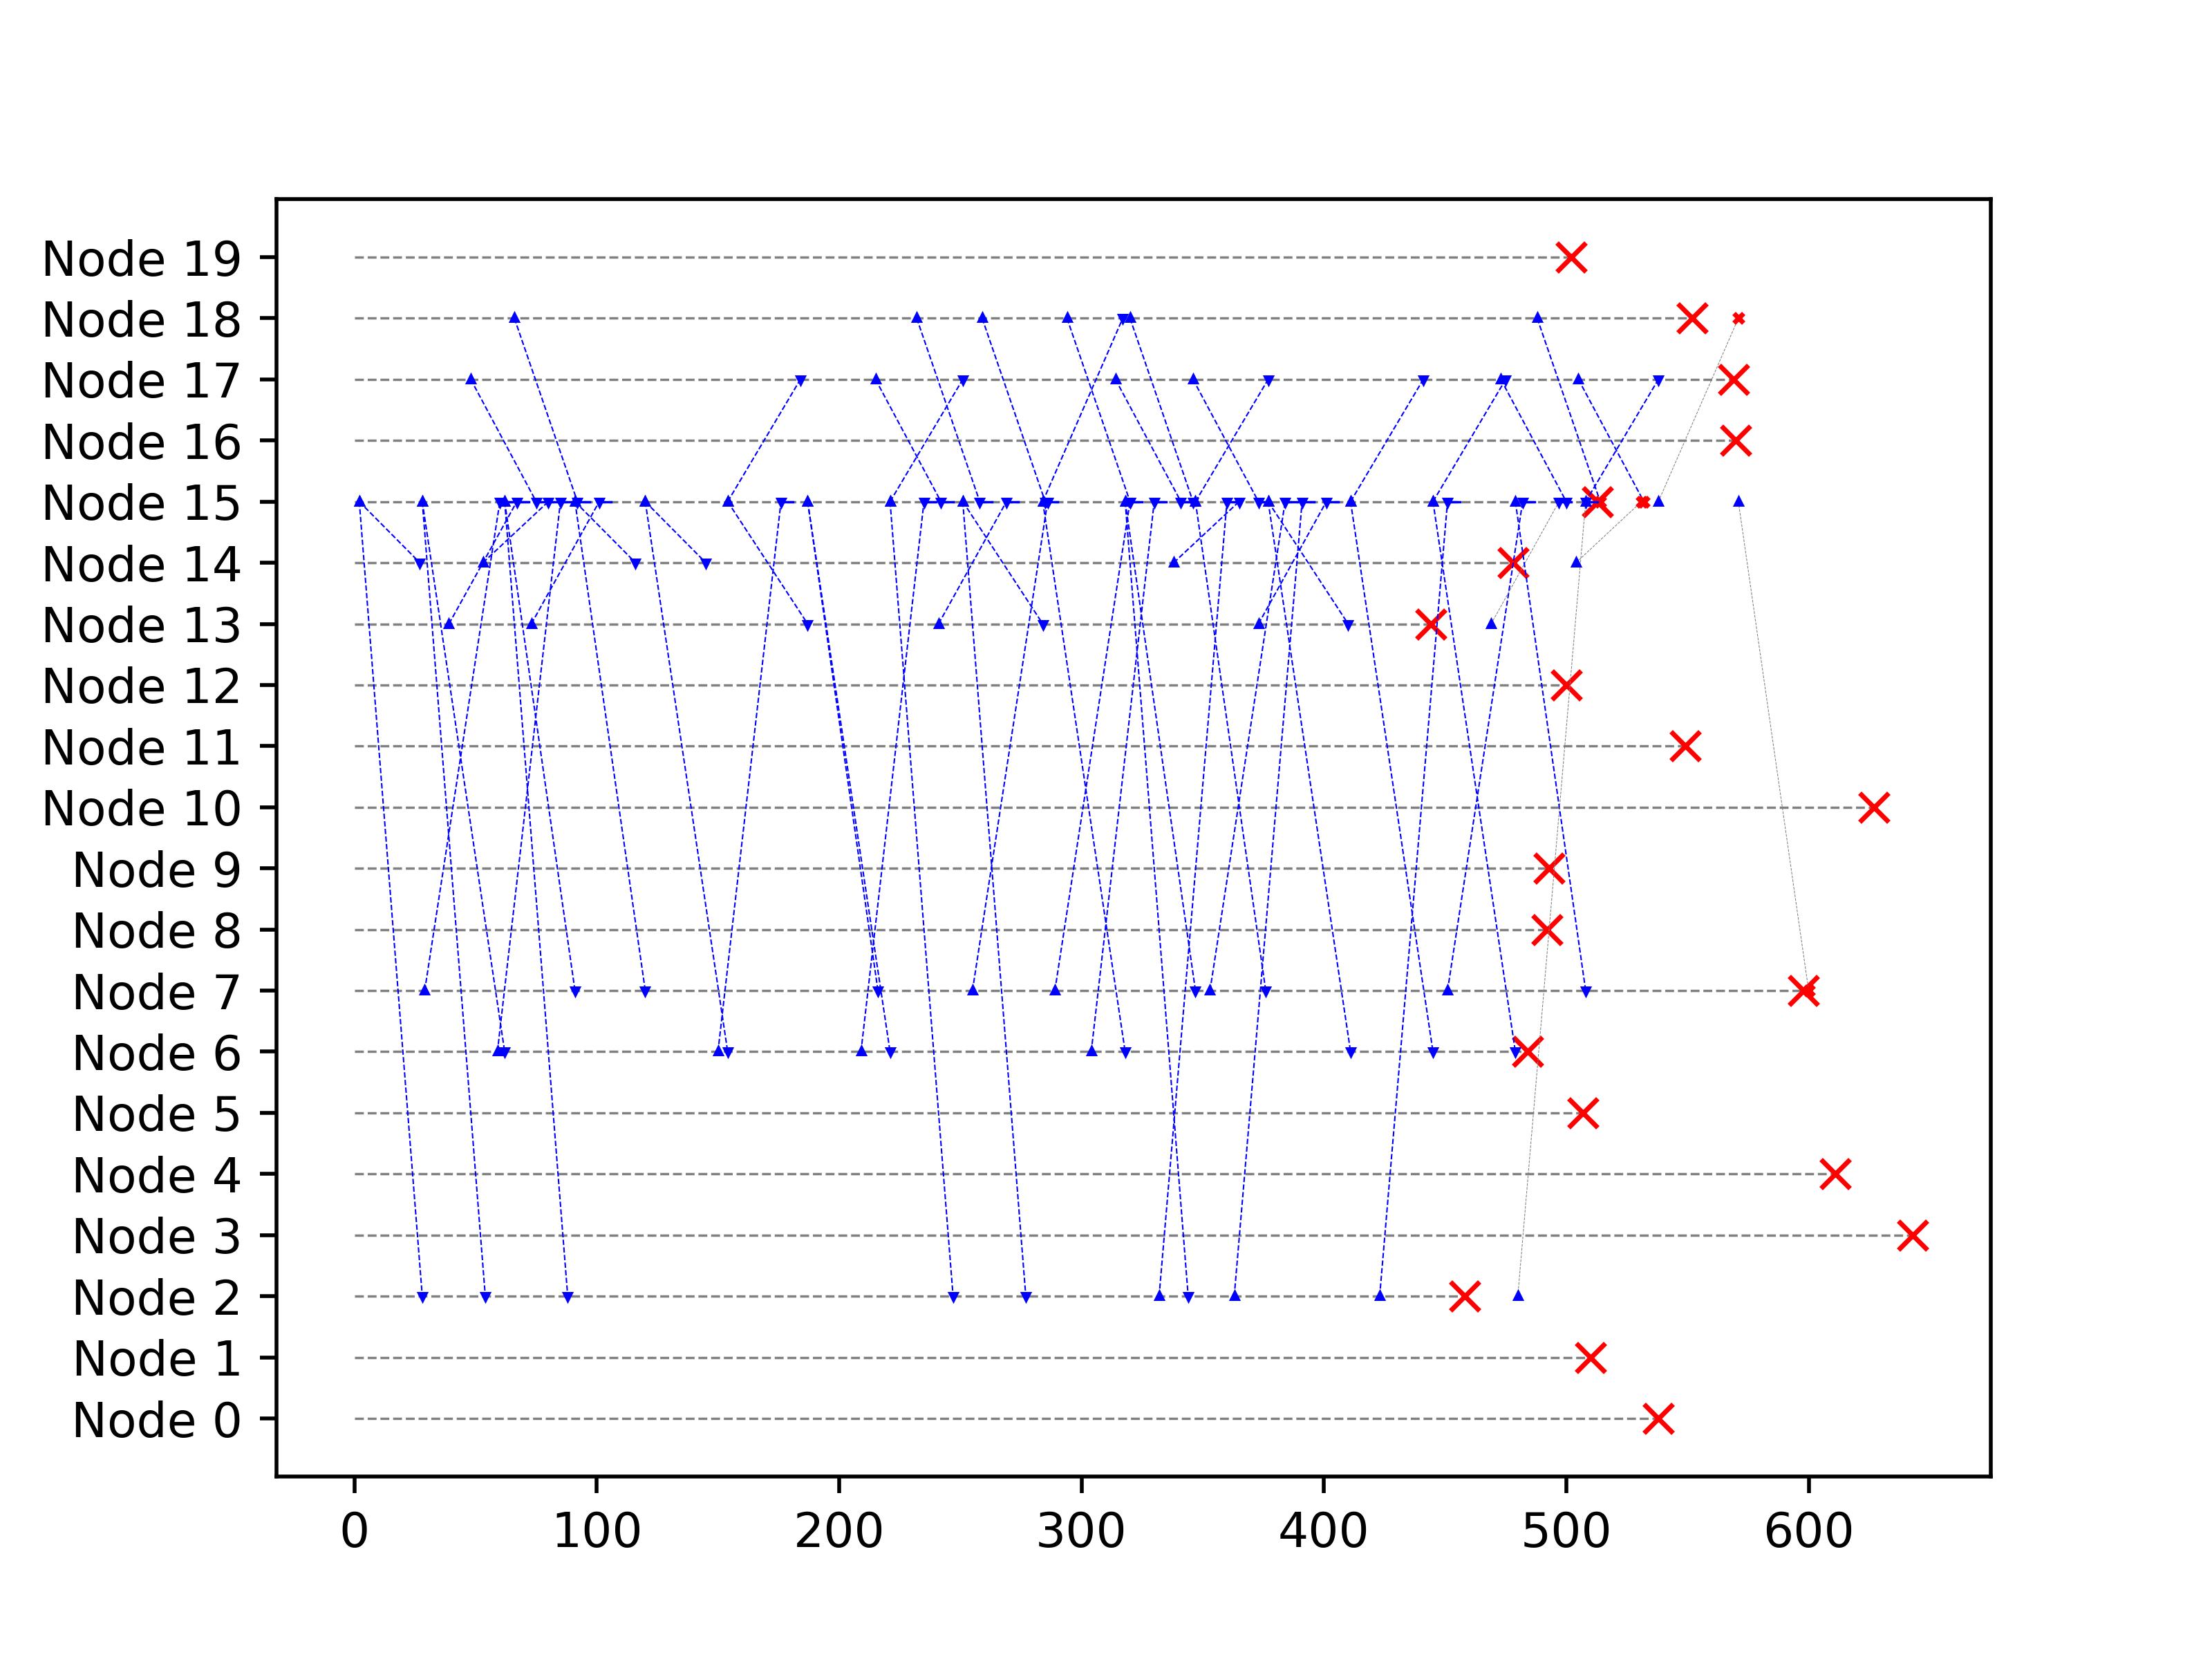 Node 19
Node 18
Node 17
Node 16
Node 15
Node 14
Node 13
Node 12
Node 11
Node 10
Node 9
Node 8
Node 7
Node 6
Node 5
Node 4
Node 3
Node 2
Node 1
Node 0
0 100 200 300 400 500 600